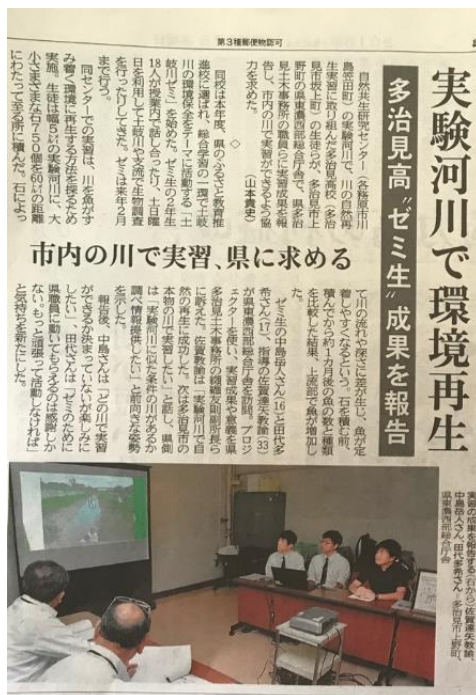 第3種郵便物認可
実験河川で環境再生
多治見高〝ゼミ生〟成果を報告
市内の川で実習、県に求める
自然共生研究センター(各務原市川
島笠田町)の実験河川で、川の自然再
生実習に取り組んだ多治見高校(多治
見市坂上町)の生徒らが、多治見市上
野町の県東濃西部総合庁舎で、県多治
見土木事務所の職員らに実習成果を報
告し、市内の川で実習ができるよう協
力を求めた。
(山本貴史)
◇
同校は本年度、県のふるさと教育推
進校に選ばれ、総合学習の一環で土岐
川の環境保全をテーマに活動する「土
岐川ゼミ」を始めた。ゼミ生の2年生
18人が授業内で話し合ったり、土日曜
日を利用して土岐川や支流で生物調査
を行ったりしてきた。ゼミは来年2月
まで行う。
同センターでの実習は、川を魚がす
み着く環境に再生する方法を探るため
実施。生徒は幅5㍍の実験河川に、大
小さまざまな石750個を60㍍の距離
にわたって至る所に積んだ。石によっ
て川の流れや深さに差が生じ、魚が定
着しやすくなるという。石を積む前、
積んでから約1カ月後の魚の数と種類
を比較した結果、上流部で魚が増加し
た。
ゼミ生の中島岳人さん(16)と田代多
希さん(17)、指導の佐賀達矢教諭(33)
が県東濃西部総合庁舎を訪問。プロジ
ェクターを使い、実習成果や意義を県
多治見土木事務所の纐纈友則副所長ら
に訴えた。佐賀教諭は「実験河川で自
然の再生に成功した。次は多治見市の
本物の川で実習したい」と話し、県側
は「実験河川に似た条件の川があるか
調べ情報提供したい」と前向きな姿勢
を示した。
報告後、中島さんは「どの川で実習
ができるか決まっていないが楽しみに
したい」、田代さんは「ゼミのために
県職員に動いてもらえるのは感謝しか
ない。もっと頑張って活動しなければ」
と気持ちを新たにした。
実習の成果を報告する(右から)佐賀達矢教諭、
中島岳人さん、田代多希さん=多治見市上野町、
県東濃西部総合庁舎